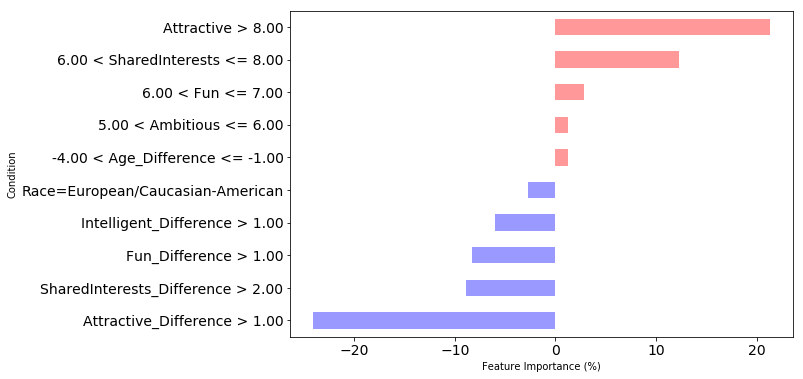 Attractive > 8.00
6.00 < SharedInterests <= 8.00
6.00 < Fun <= 7.00
5.00 < Ambitious <= 6.00
-4.00 < Age_Difference <= -1.00
Race=European/Caucasian-American
Intelligent_Difference > 1.00
Fun_Difference > 1.00
SharedInterests_Difference > 2.00
Attractive_Difference > 1.00
Condition
−20 −10 0 10 20
Feature Importance (%)